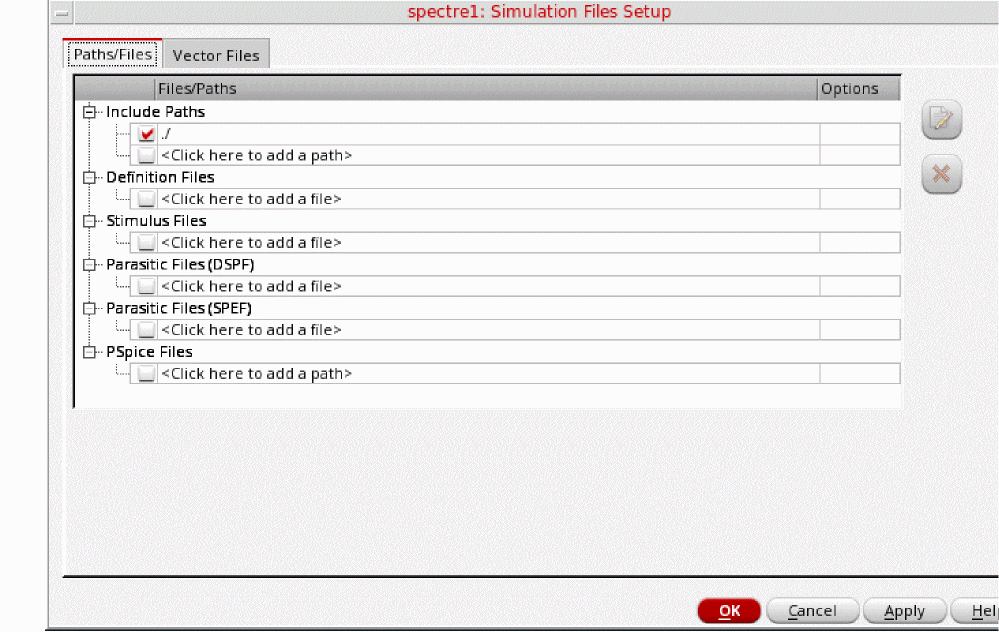 spectre1: Simulation Files Setup
Paths/Files Vector Files
Files/Paths Options
Include Paths
./
<Click here to add a path>
Definition Files
<Click here to add a file>
Stimulus Files
<Click here to add a file>
Parasitic Files (DSPF)
<Click here to add a file>
Parasitic Files (SPEF)
<Click here to add a file>
PSpice Files
<Click here to add a path>
OK Cancel Apply Hel